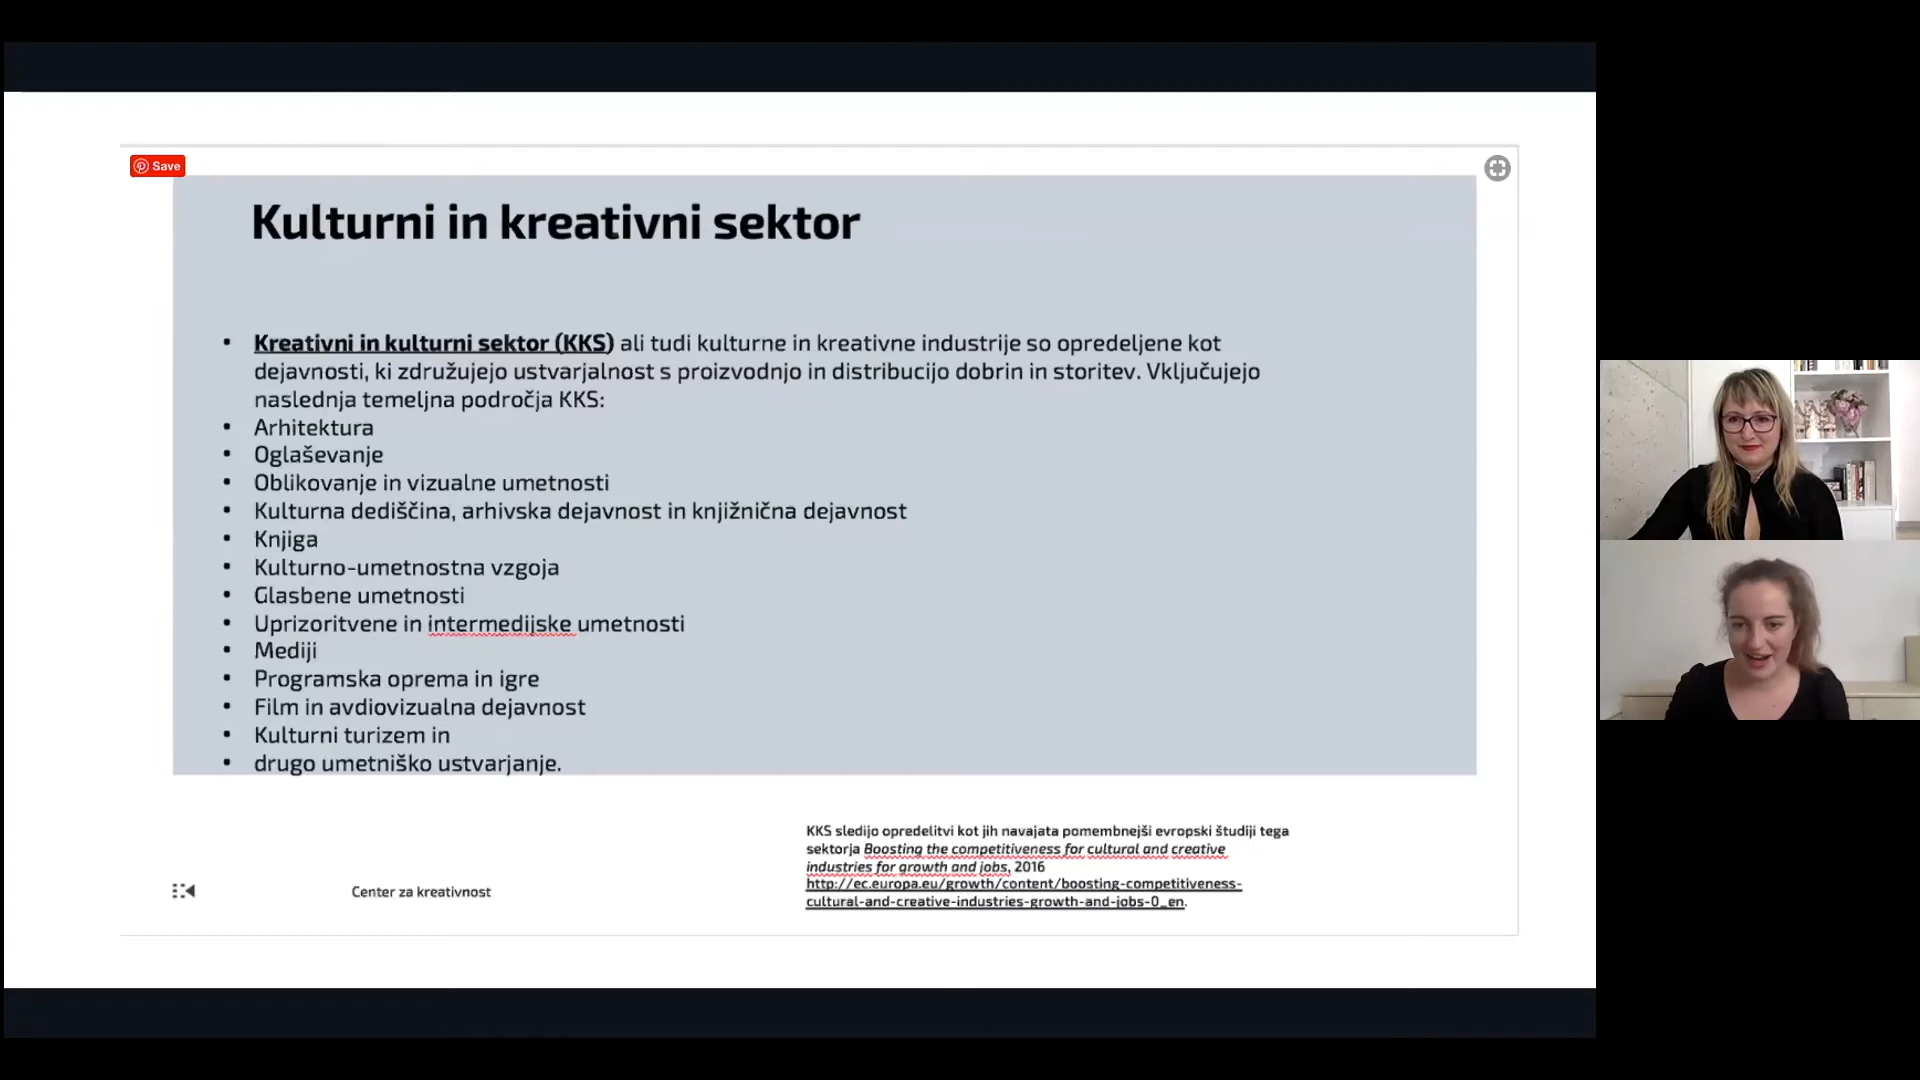 Save
Kulturni in kreativni sektor
• Kreativni in kulturni sektor (KKS) ali tudi kulturne in kreativne industrije so opredeljene kot
dejavnosti, ki združujejo ustvarjalnost s proizvodnjo in distribucijo dobrin in storitev. Vključujejo
naslednja temeljna področja KKS:
• Arhitektura
• Oglaševanje
• Oblikovanje in vizualne umetnosti
• Kulturna dediščina, arhivska dejavnost in knjižnična dejavnost
• Knjiga
• Kulturno-umetnostna vzgoja
• Glasbene umetnosti
• Uprizoritvene in intermedijske umetnosti
• Mediji
• Programska oprema in igre
• Film in avdiovizualna dejavnost
• Kulturni turizem in
• drugo umetniško ustvarjanje.
KKS sledijo opredelitvi kot jih navajata pomembnejši evropski študiji tega
sektorja Boosting the competitiveness for cultural and creative
industries for growth and jobs, 2016
http://ec.europa.eu/growth/content/boosting-competitiveness-
cultural-and-creative-industries-growth-and-jobs-0_en.
Center za kreativnost